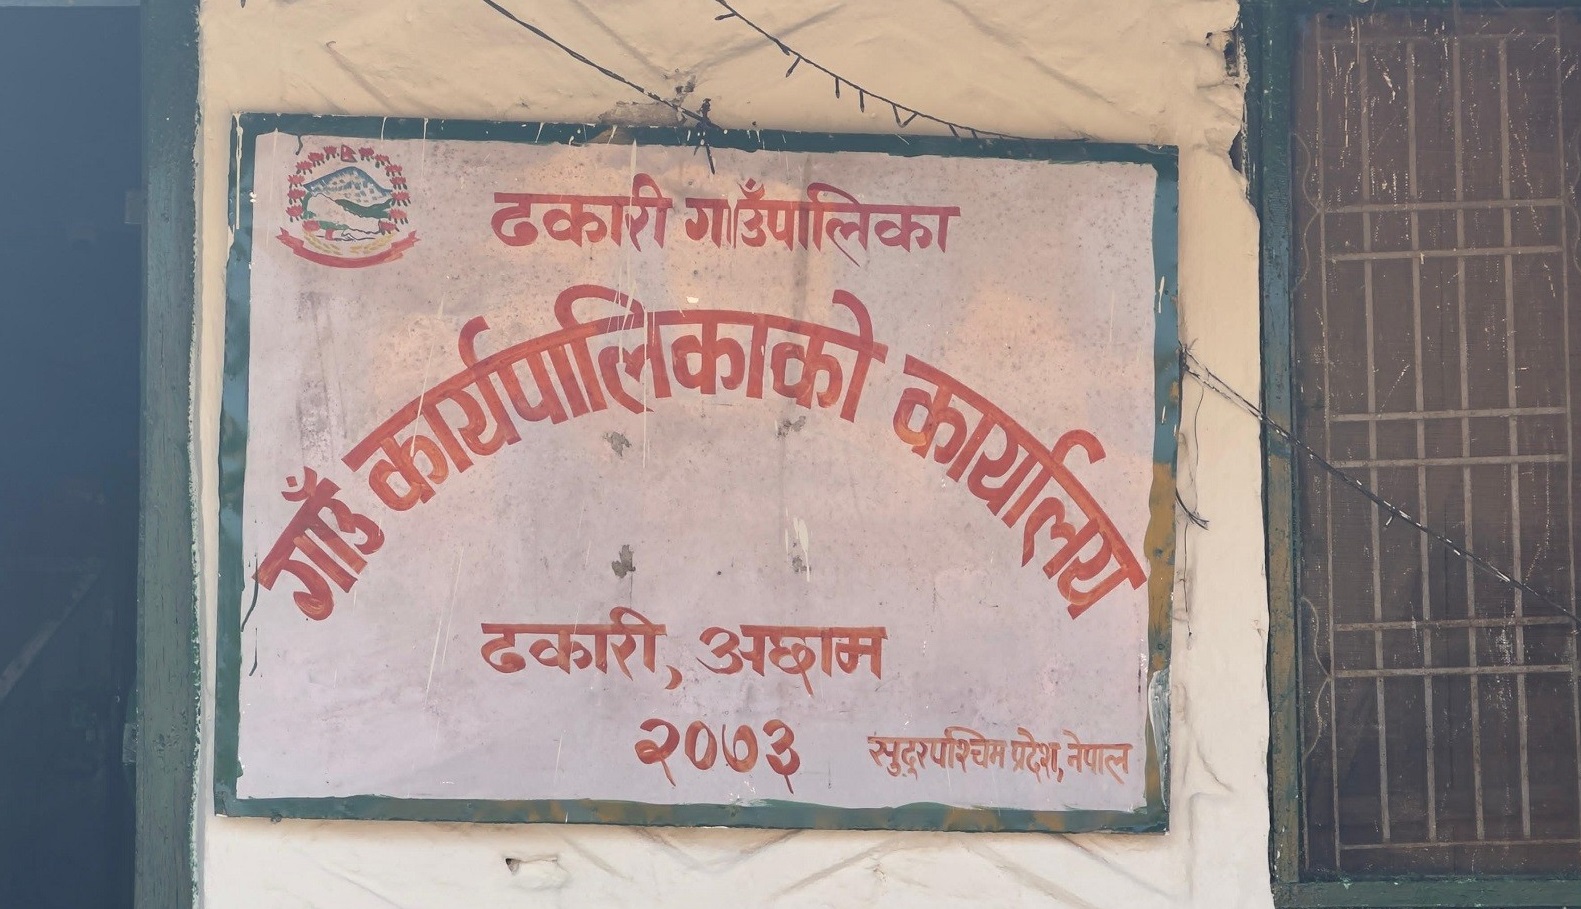 ढकारी गाउँपालिका
गाउँ कार्यपालिकाको कार्यालय
ढकारी, अछाम
२०७३
सुदूरपश्चिम प्रदेश, नेपाल